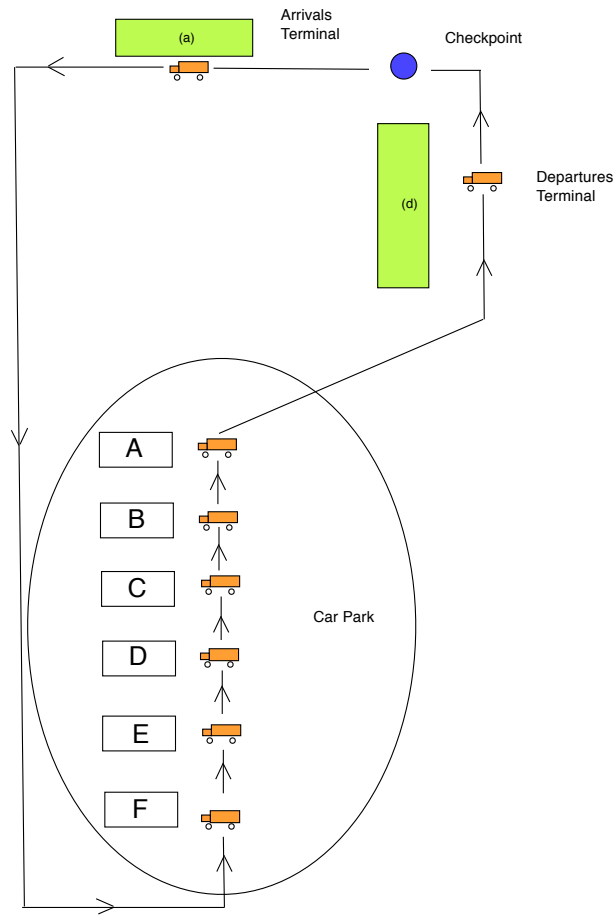 Arrivals
Terminal
(a)
Checkpoint
Departures
Terminal
(d)
A
B
C
Car Park
D
E
F